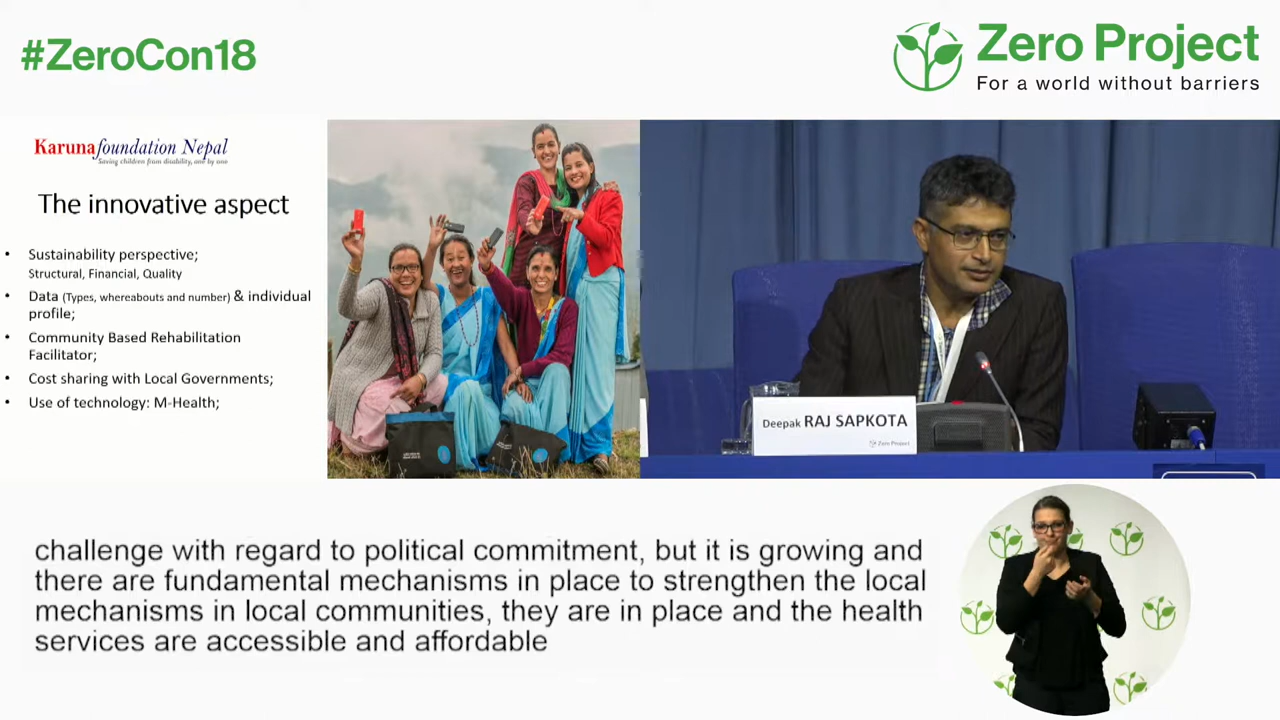 #ZeroCon18
Zero Project
For a world without barriers
Karunafoundation Nepal
Saving children from disability, one by one
The innovative aspect
• Sustainability perspective;
Structural, Financial, Quality
• Data (Types, whereabouts and number) & individual
profile;
• Community Based Rehabilitation
Facilitator;
• Cost sharing with Local Governments;
• Use of technology: M-Health;
Deepak RAJ SAPKOTA
Zero Project
challenge with regard to political commitment, but it is growing and
there are fundamental mechanisms in place to strengthen the local
mechanisms in local communities, they are in place and the health
services are accessible and affordable